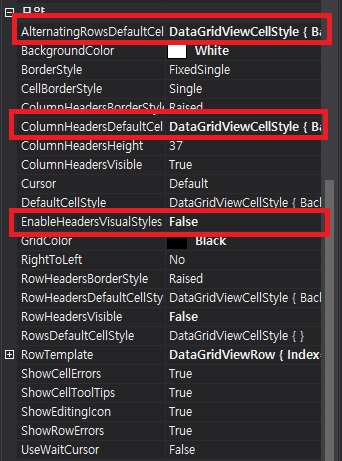 모양
AlternatingRowsDefaultCel DataGridViewCellStyle { Ba
BackgroundColor White
BorderStyle FixedSingle
CellBorderStyle Single
ColumnHeadersBorderStyle Raised
ColumnHeadersDefaultCel DataGridViewCellStyle { Ba
ColumnHeadersHeight 37
ColumnHeadersVisible True
Cursor Default
DefaultCellStyle DataGridViewCellStyle { Back
EnableHeadersVisualStyles False
GridColor Black
RightToLeft No
RowHeadersBorderStyle Raised
RowHeadersDefaultCellSty DataGridViewCellStyle { Back
RowHeadersVisible False
RowsDefaultCellStyle DataGridViewCellStyle { }
RowTemplate DataGridViewRow { Index=
ShowCellErrors True
ShowCellToolTips True
ShowEditingIcon True
ShowRowErrors True
UseWaitCursor False